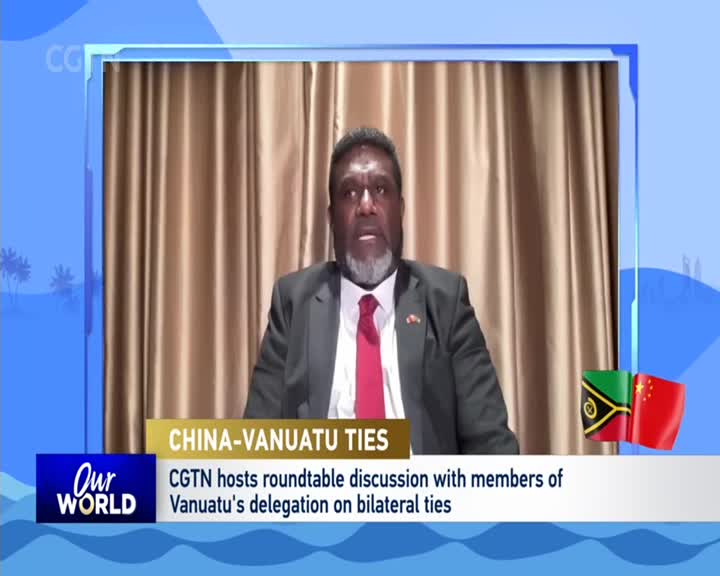 CGTN
CHINA-VANUATU TIES
Our
WORLD
CGTN hosts roundtable discussion with members of
Vanuatu's delegation on bilateral ties